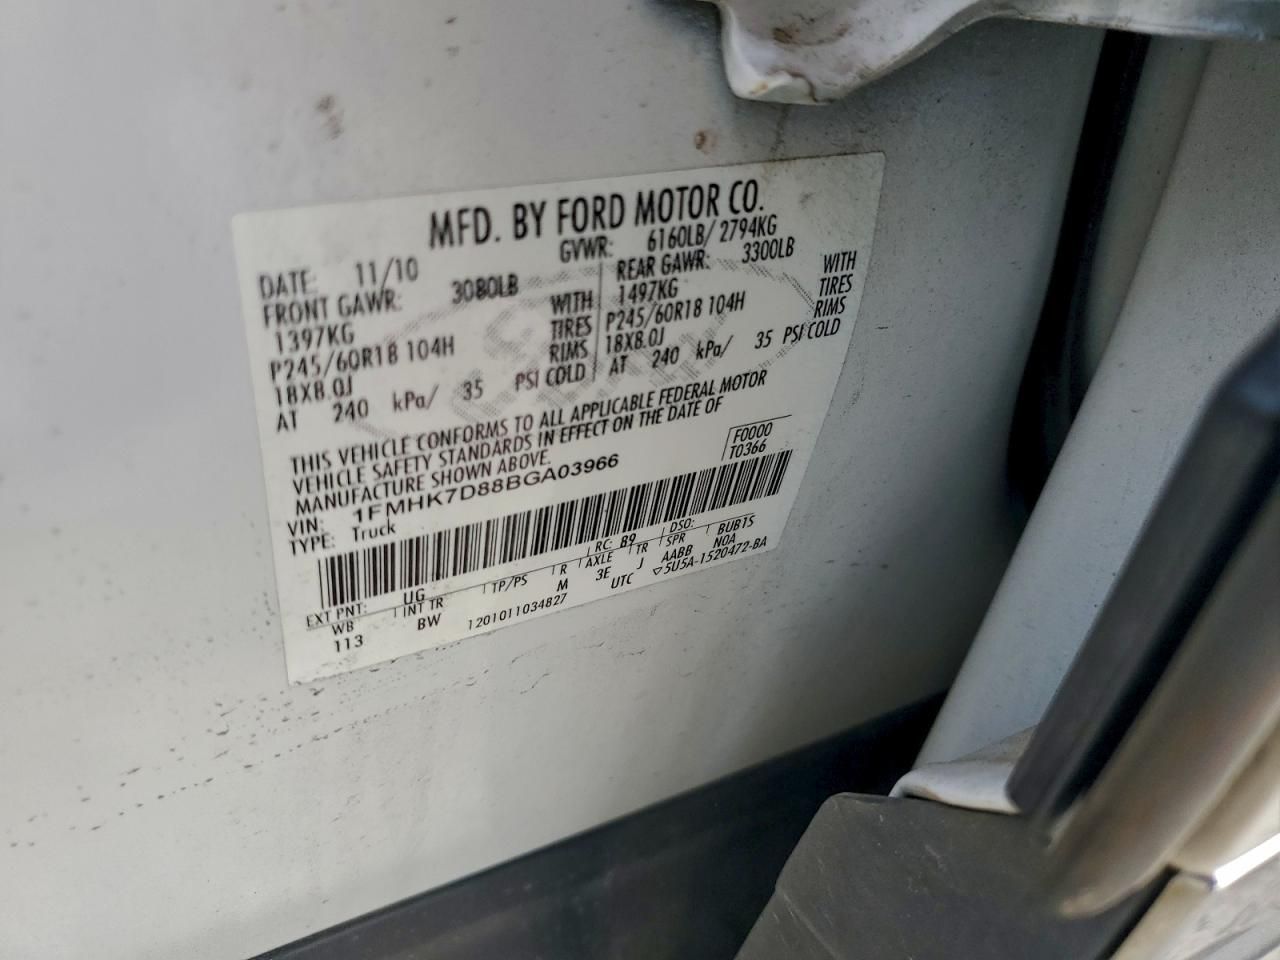 MFD. BY FORD MOTOR CO.
DATE: 11/10 GVWR: 6160LB/ 2794KG
FRONT GAWR: 3080LB REAR GAWR: 3300LB
1397KG WITH 1497KG WITH
P245/60R18 104H TIRES P245/60R18 104H TIRES
18X8.0J RIMS 18X8.0J RIMS
AT 240 kPa/ 35 PSI COLD AT 240 kPa/ 35 PSI COLD
THIS VEHICLE CONFORMS TO ALL APPLICABLE FEDERAL MOTOR
VEHICLE SAFETY STANDARDS IN EFFECT ON THE DATE OF
MANUFACTURE SHOWN ABOVE.
F0000
T0366
VIN: 1FMHK7D88BGA03966
TYPE: Truck
EXT PNT: UG RC: 89 DSO:
WB INT TR TP/PS R AXLE TR SPR BUB1S
113 BW M 3E J AABB N0A
1201011034827 UTC ▽5U5A-1520472-BA